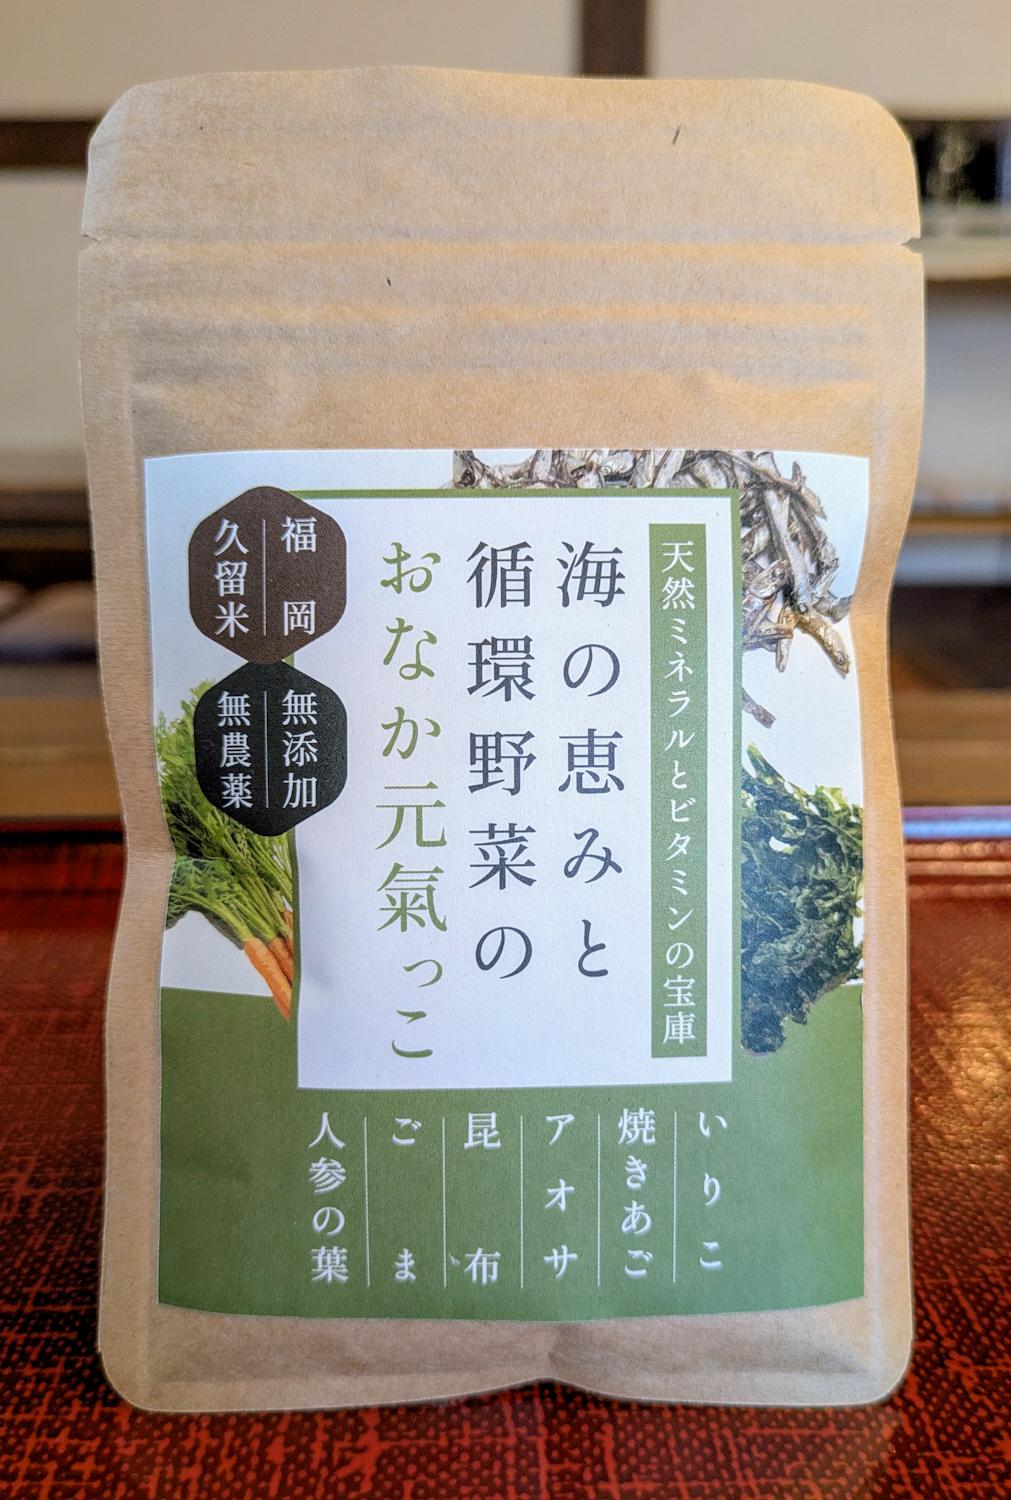 天然ミネラルとビタミンの宝庫
海の恵みと
循環野菜の
おなか元氣っこ
福岡
久留米
無添加
無農薬
いりこ
焼きあご
アオサ
昆布
ごま
人参の葉